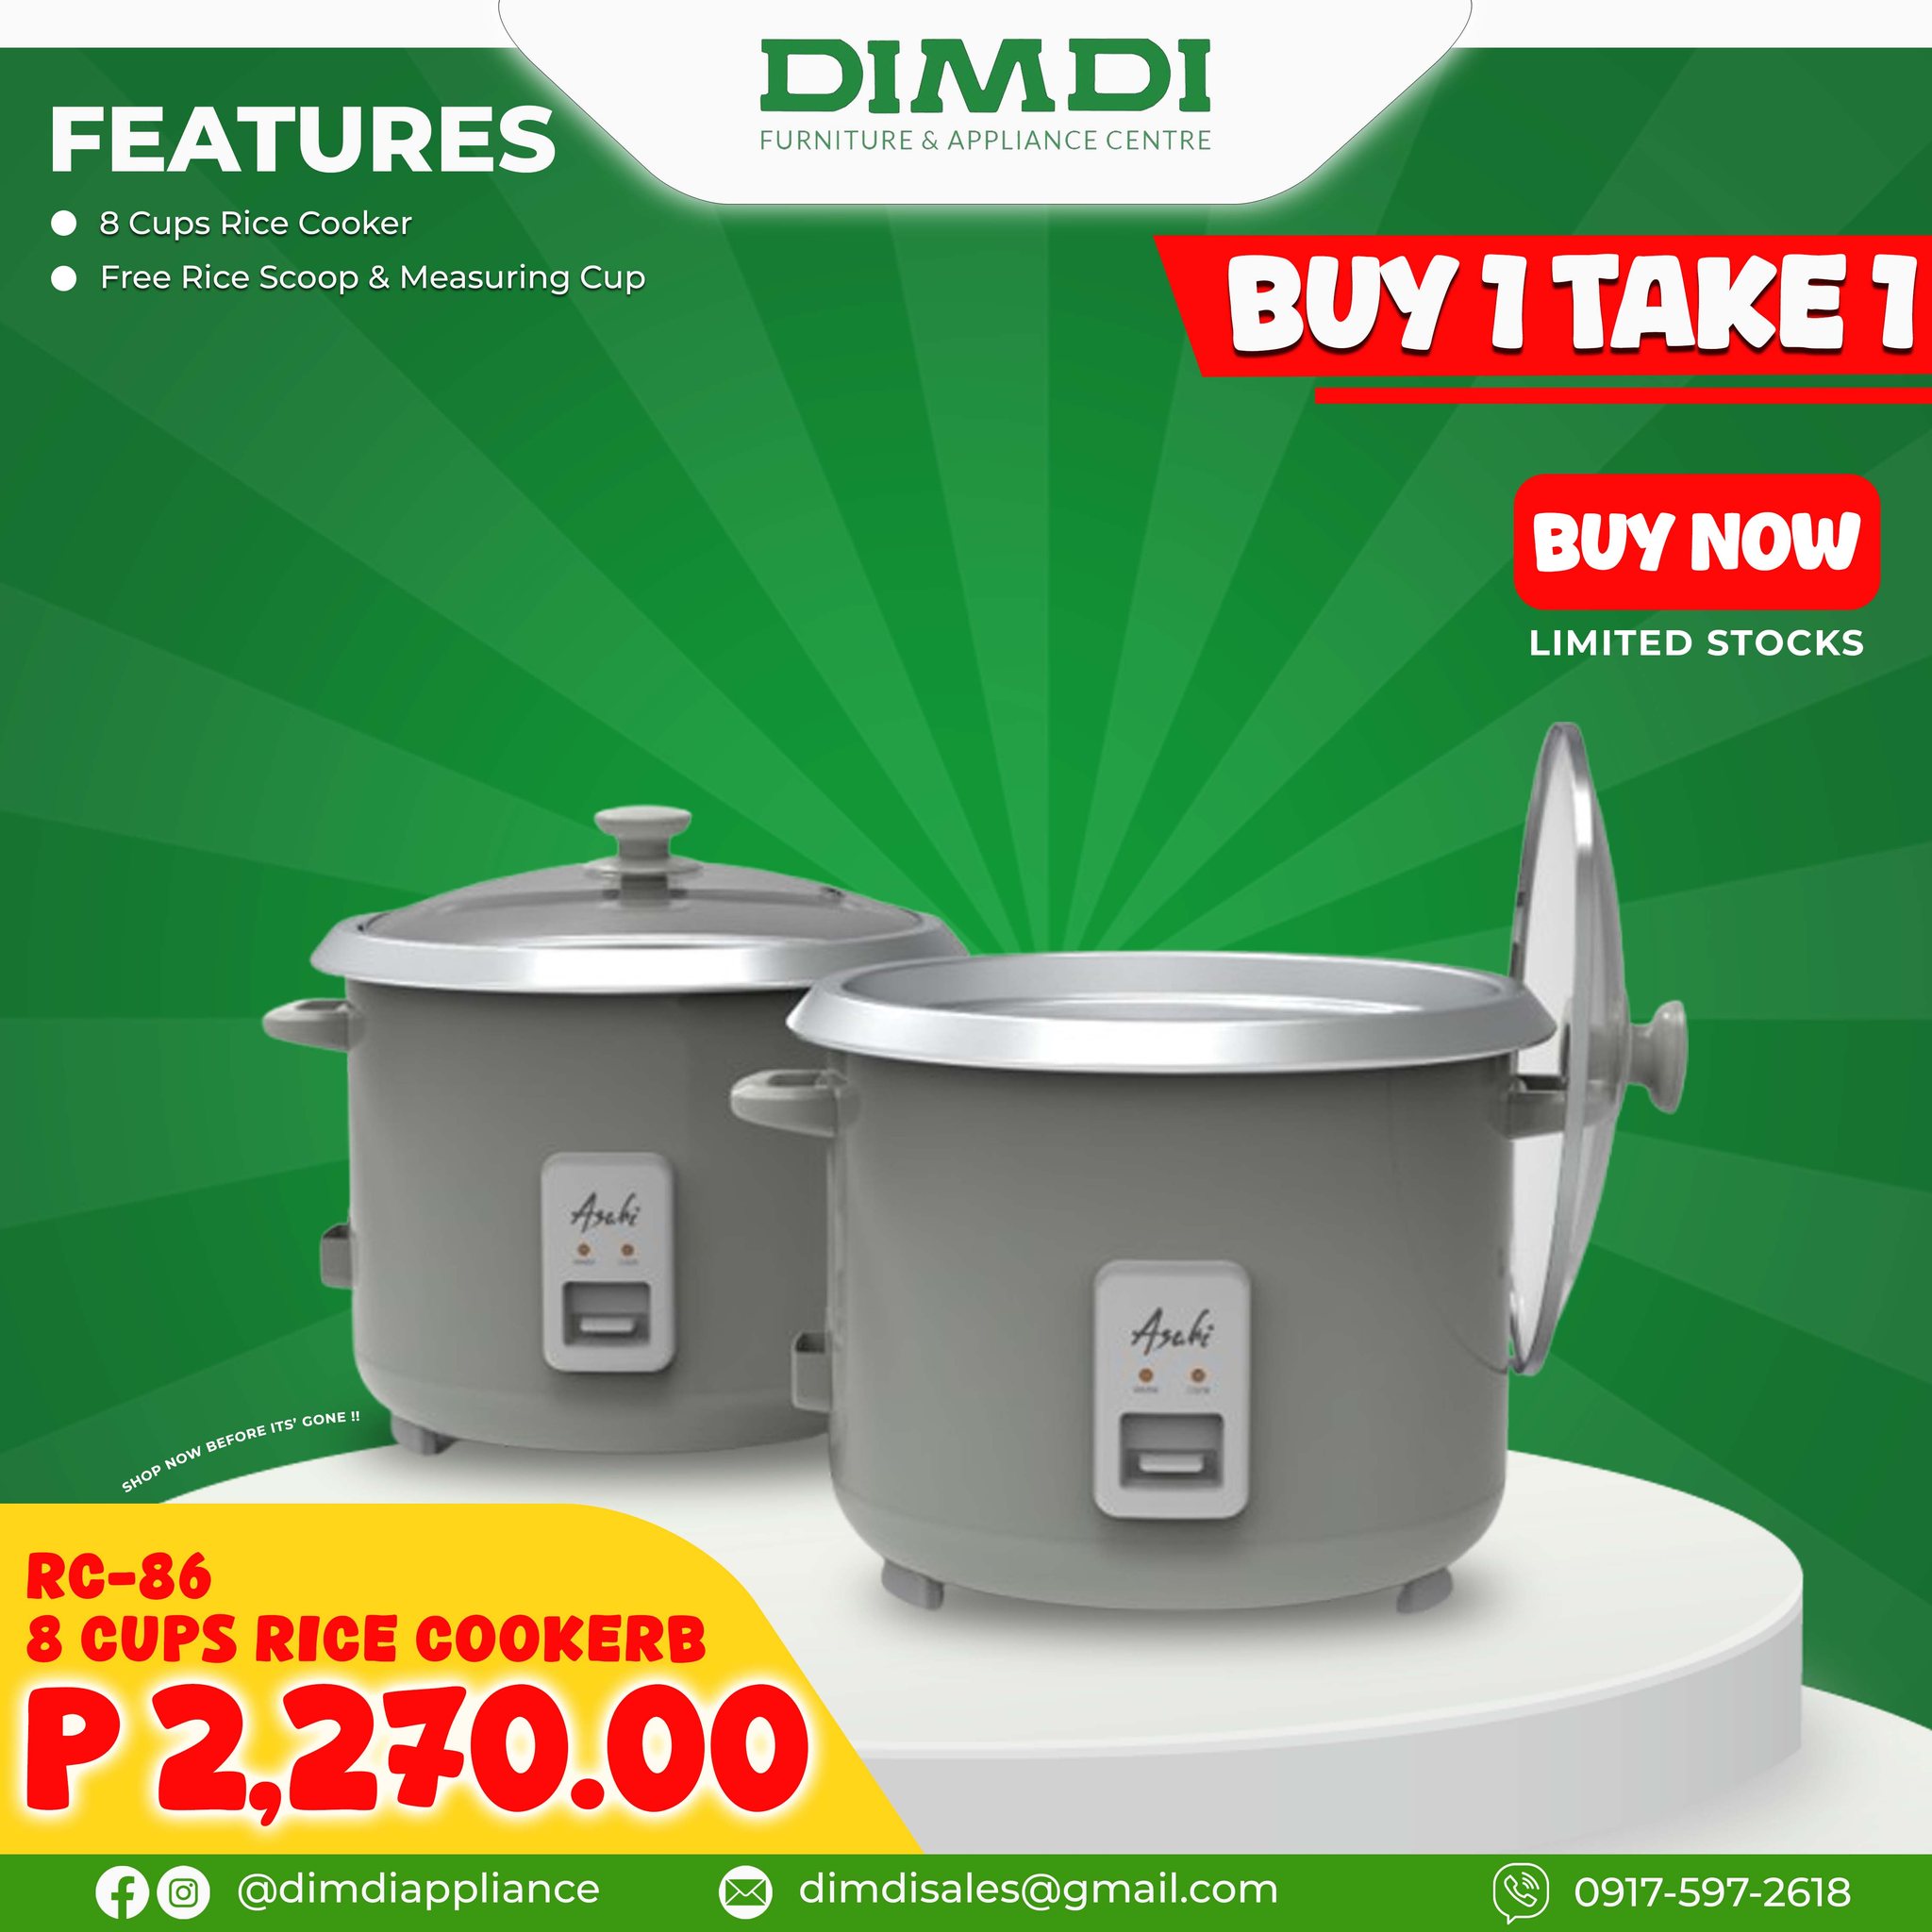 DIMDI
FURNITURE & APPLIANCE CENTRE
FEATURES
8 Cups Rice Cooker
Free Rice Scoop & Measuring Cup
BUY 1 TAKE 1
BUY NOW
LIMITED STOCKS
Asahi
Asahi
SHOP NOW BEFORE ITS' GONE !!
RC-86
8 CUPS RICE COOKERB
P 2,270.00
@dimdiappliance
dimdisales@gmail.com
0917-597-2618